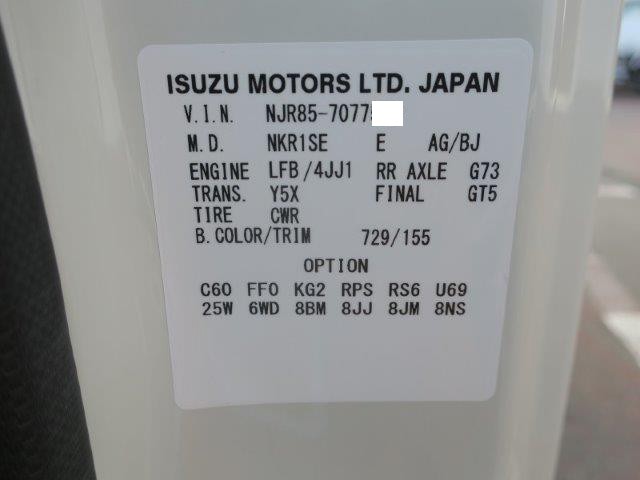 ISUZU MOTORS LTD. JAPAN
V.I.N. NJR85-7077
M.D. NKR1SE E AG/BJ
ENGINE LFB/4JJ1 RR AXLE G73
TRANS. Y5X FINAL GT5
TIRE CWR
B.COLOR/TRIM 729/155
OPTION
C60 FF0 KG2 RPS RS6 U69
25W 6WD 8BM 8JJ 8JM 8NS